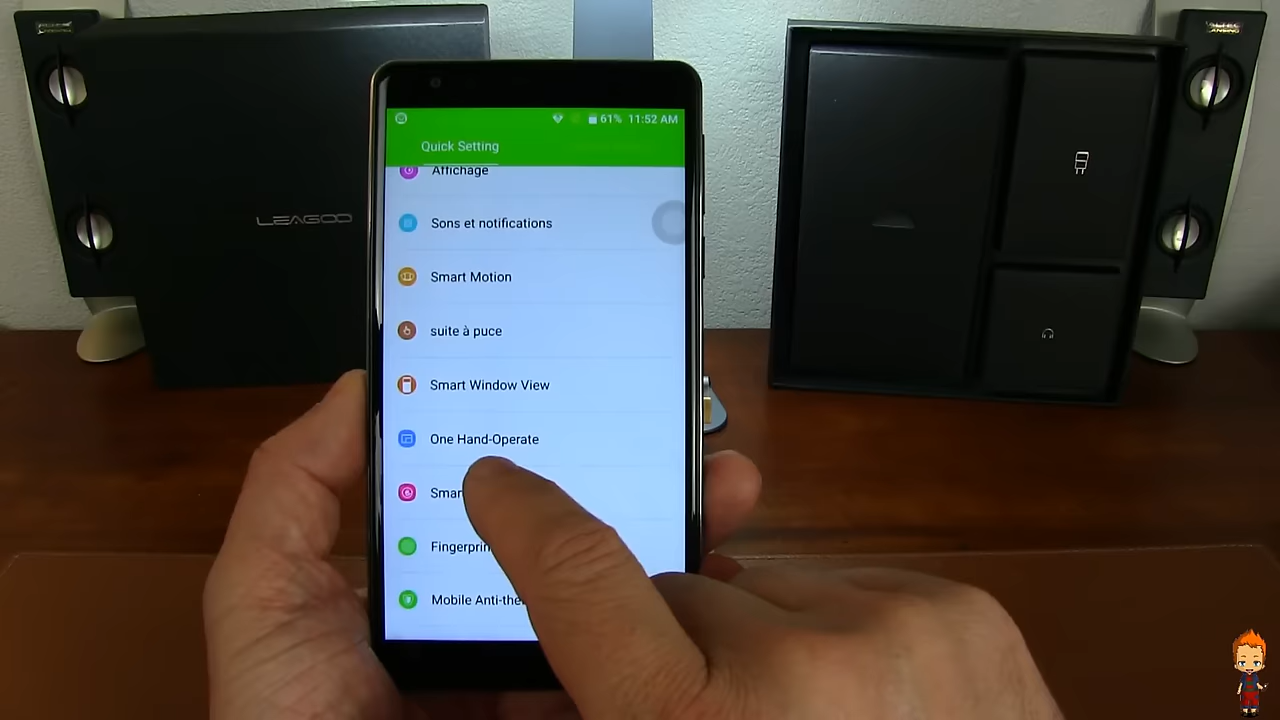 LEAGOO
61% 11:52 AM
Quick Setting
Affichage
Sons et notifications
Smart Motion
suite à puce
Smart Window View
One Hand-Operate
Smar
Fingerprin
Mobile Anti-the